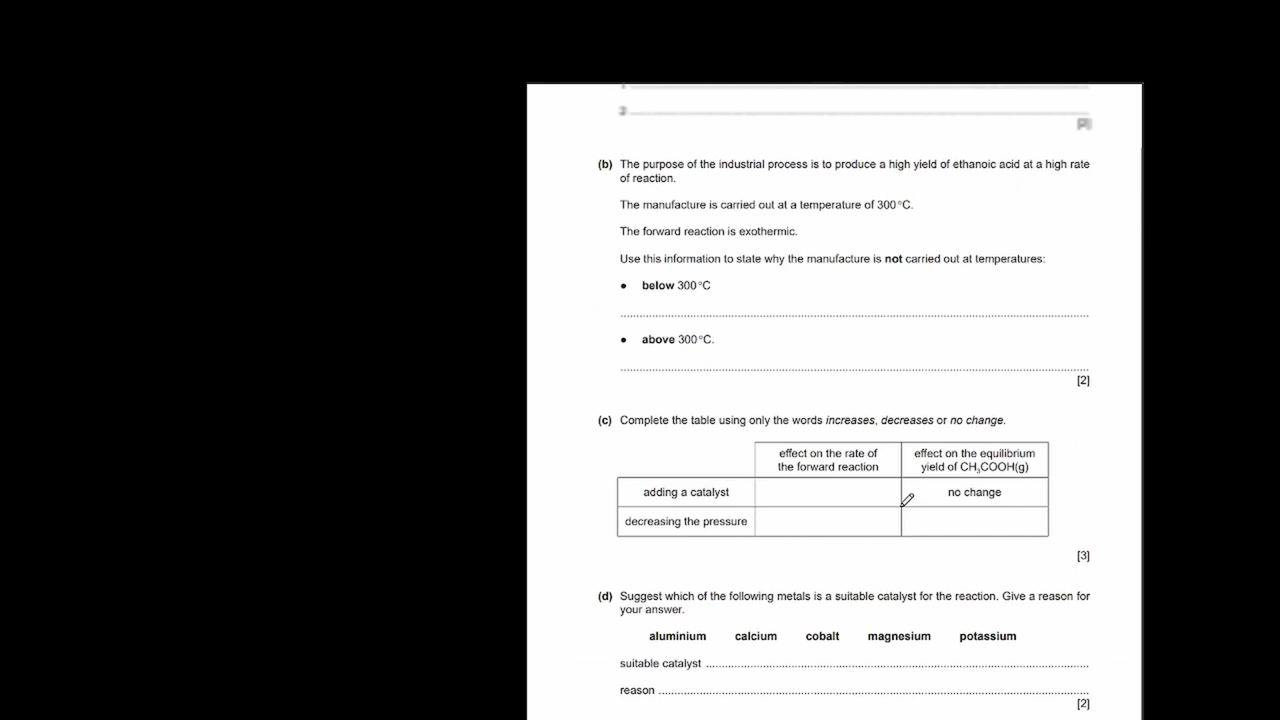 2 ........................................................................
(b) The purpose of the industrial process is to produce a high yield of ethanoic acid at a high rate
of reaction.
The manufacture is carried out at a temperature of 300 °C.
The forward reaction is exothermic.
Use this information to state why the manufacture is not carried out at temperatures:
• below 300 °C
........................................................................
• above 300 °C.
........................................................................
[2]
(c) Complete the table using only the words increases, decreases or no change.
effect on the rate of effect on the equilibrium
the forward reaction yield of CH₃COOH(g)
adding a catalyst no change
decreasing the pressure
[3]
(d) Suggest which of the following metals is a suitable catalyst for the reaction. Give a reason for
your answer.
aluminium calcium cobalt magnesium potassium
suitable catalyst ........................................................................
reason ........................................................................
[2]